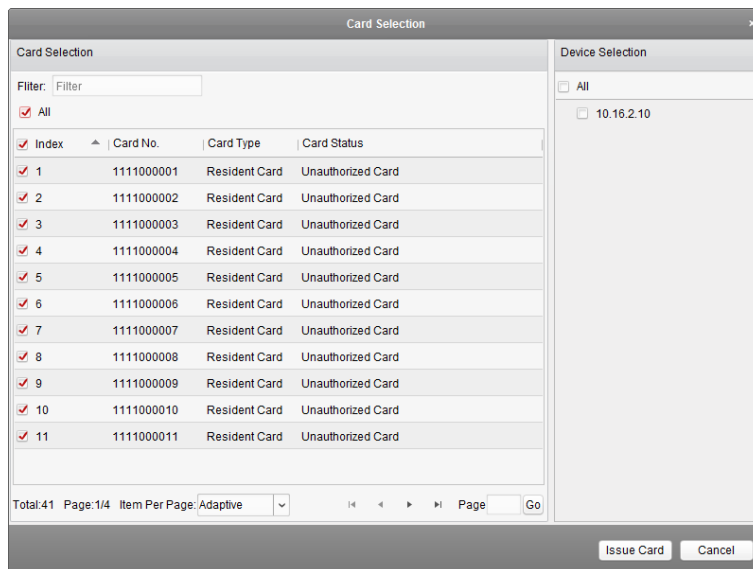 Card Selection
Card Selection
Fliter: Filter
All
Index Card No. Card Type Card Status
1 1111000001 Resident Card Unauthorized Card
2 1111000002 Resident Card Unauthorized Card
3 1111000003 Resident Card Unauthorized Card
4 1111000004 Resident Card Unauthorized Card
5 1111000005 Resident Card Unauthorized Card
6 1111000006 Resident Card Unauthorized Card
7 1111000007 Resident Card Unauthorized Card
8 1111000008 Resident Card Unauthorized Card
9 1111000009 Resident Card Unauthorized Card
10 1111000010 Resident Card Unauthorized Card
11 1111000011 Resident Card Unauthorized Card
Total:41 Page:1/4 Item Per Page: Adaptive Page Go
Device Selection
All
10.16.2.10
Issue Card Cancel